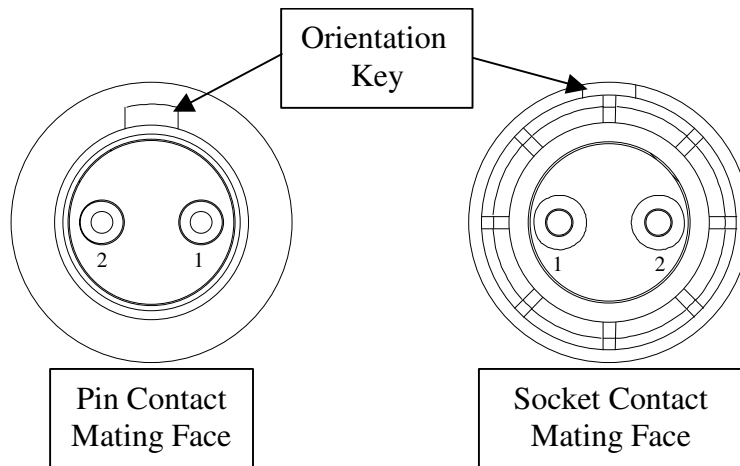 Orientation
Key
2
1
1
2
Pin Contact
Mating Face
Socket Contact
Mating Face